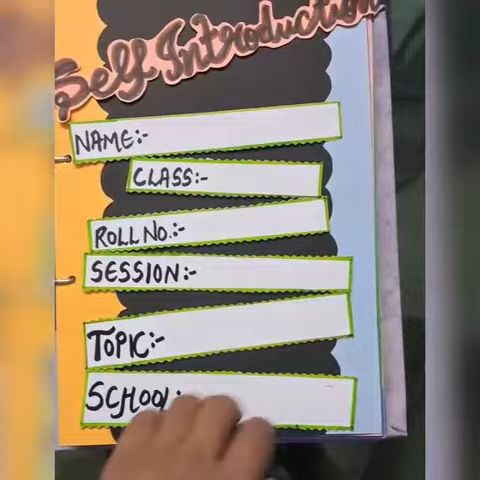 Self Introduction
NAME:-
CLASS:-
ROLL NO.:-
SESSION:-
TOPIC:-
SCHOOL: